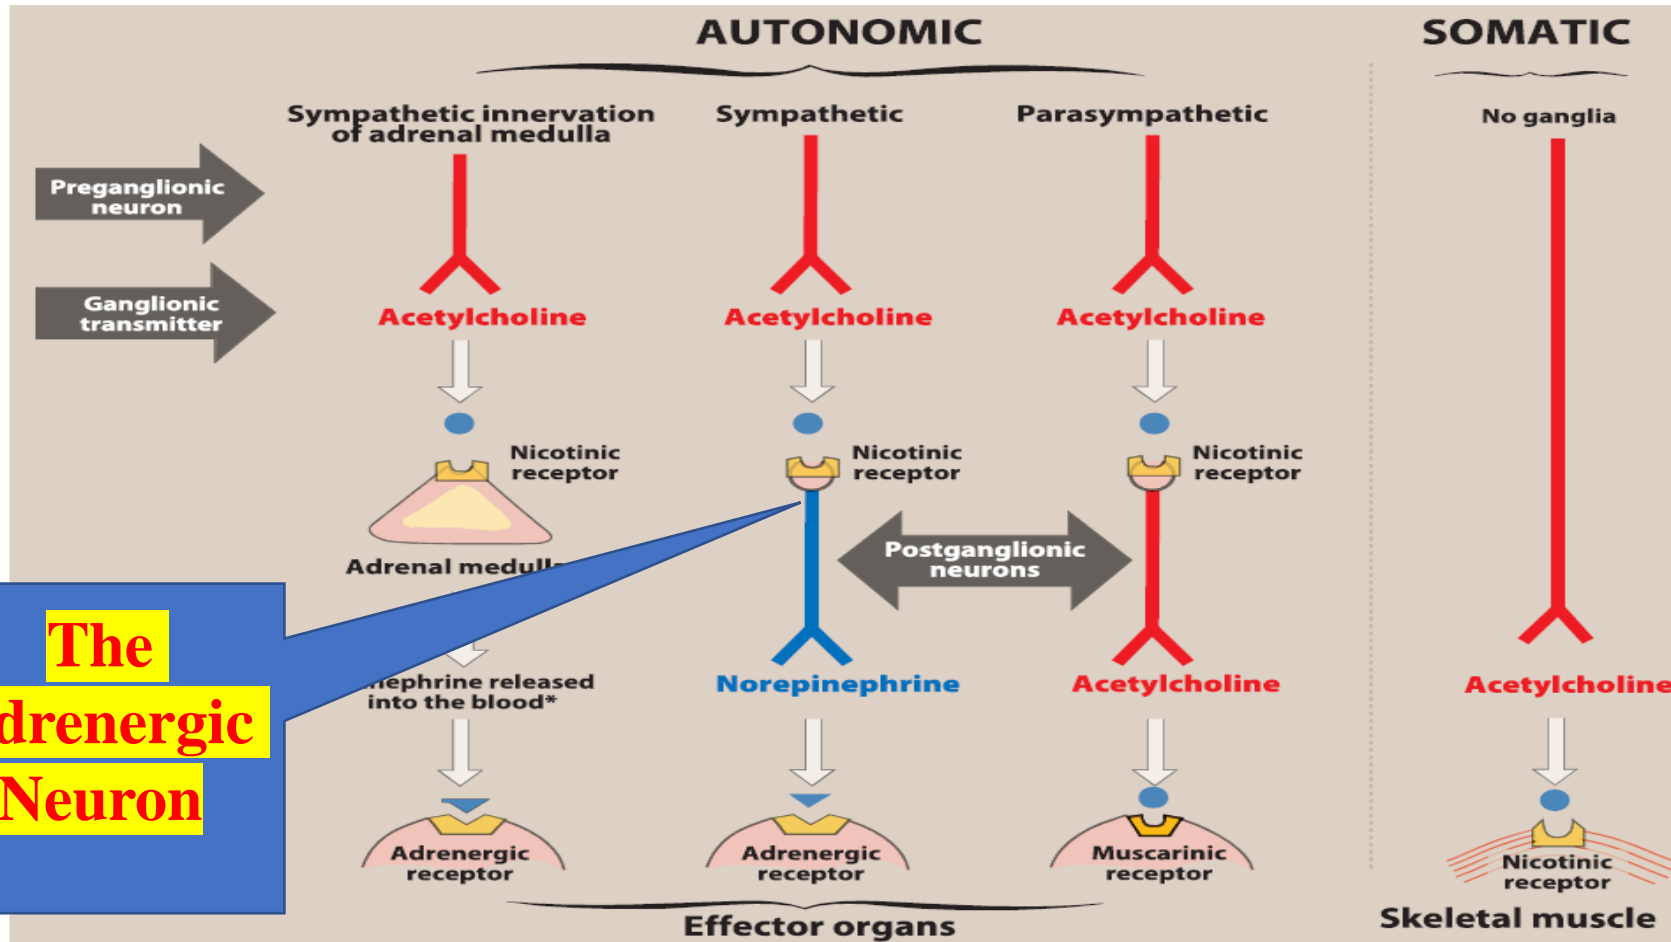 AUTONOMIC
SOMATIC
Sympathetic innervation
of adrenal medulla
Sympathetic
Parasympathetic
No ganglia
Preganglionic
neuron
Ganglionic
transmitter
Acetylcholine
Acetylcholine
Acetylcholine
Nicotinic
receptor
Nicotinic
receptor
Nicotinic
receptor
Adrenal medulla
Postganglionic
neurons
The
drenergic
Neuron
nephrine released
into the blood*
Norepinephrine
Acetylcholine
Acetylcholine
Adrenergic
receptor
Adrenergic
receptor
Muscarinic
receptor
Nicotinic
receptor
Effector organs
Skeletal muscle